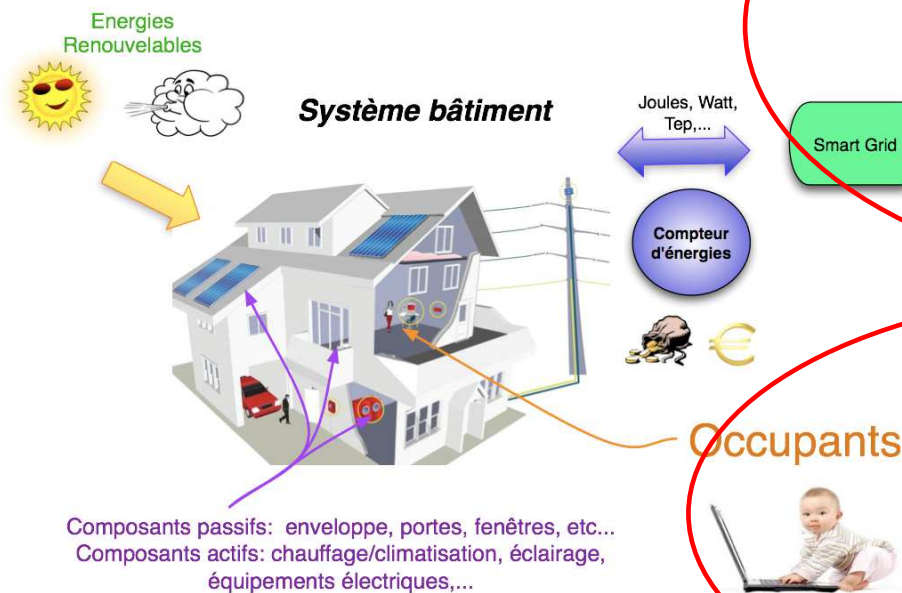 Energies
Renouvelables
Système bâtiment
Joules, Watt,
Tep,...
Smart Grid
Compteur
d'énergies
Occupants
Composants passifs: enveloppe, portes, fenêtres, etc...
Composants actifs: chauffage/climatisation, éclairage,
équipements électriques,...